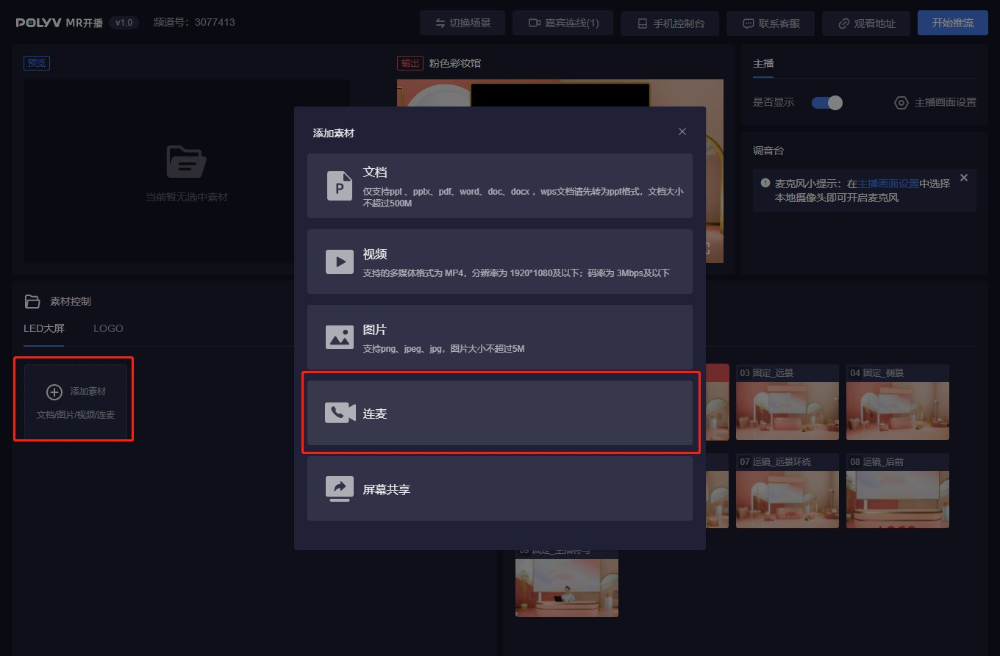 POLYV MR开播 v1.0 频道号：3077413
切换场景
嘉宾连线(1)
手机控制台
联系客服
观看地址
开始推流
预览
当前暂无选中素材
输出 粉色彩妆馆
主播
是否显示
主播画面设置
调音台
麦克风小提示：在主播画面设置中选择
本地摄像头即可开启麦克风
添加素材
P
文档
仅支持ppt 、pptx、pdf、word、doc、docx ，wps文档请先转为ppt格式，文档大小
不超过500M
视频
支持的多媒体格式为 MP4，分辨率为 1920*1080及以下；码率为 3Mbps及以下
图片
支持png、jpeg、jpg，图片大小不超过5M
连麦
屏幕共享
素材控制
LED大屏
LOGO
添加素材
文档/图片/视频/连麦
03 固定_远景
04 固定_侧景
07 运镜_远景环绕
LOGO
08 运镜_后前
LOGO